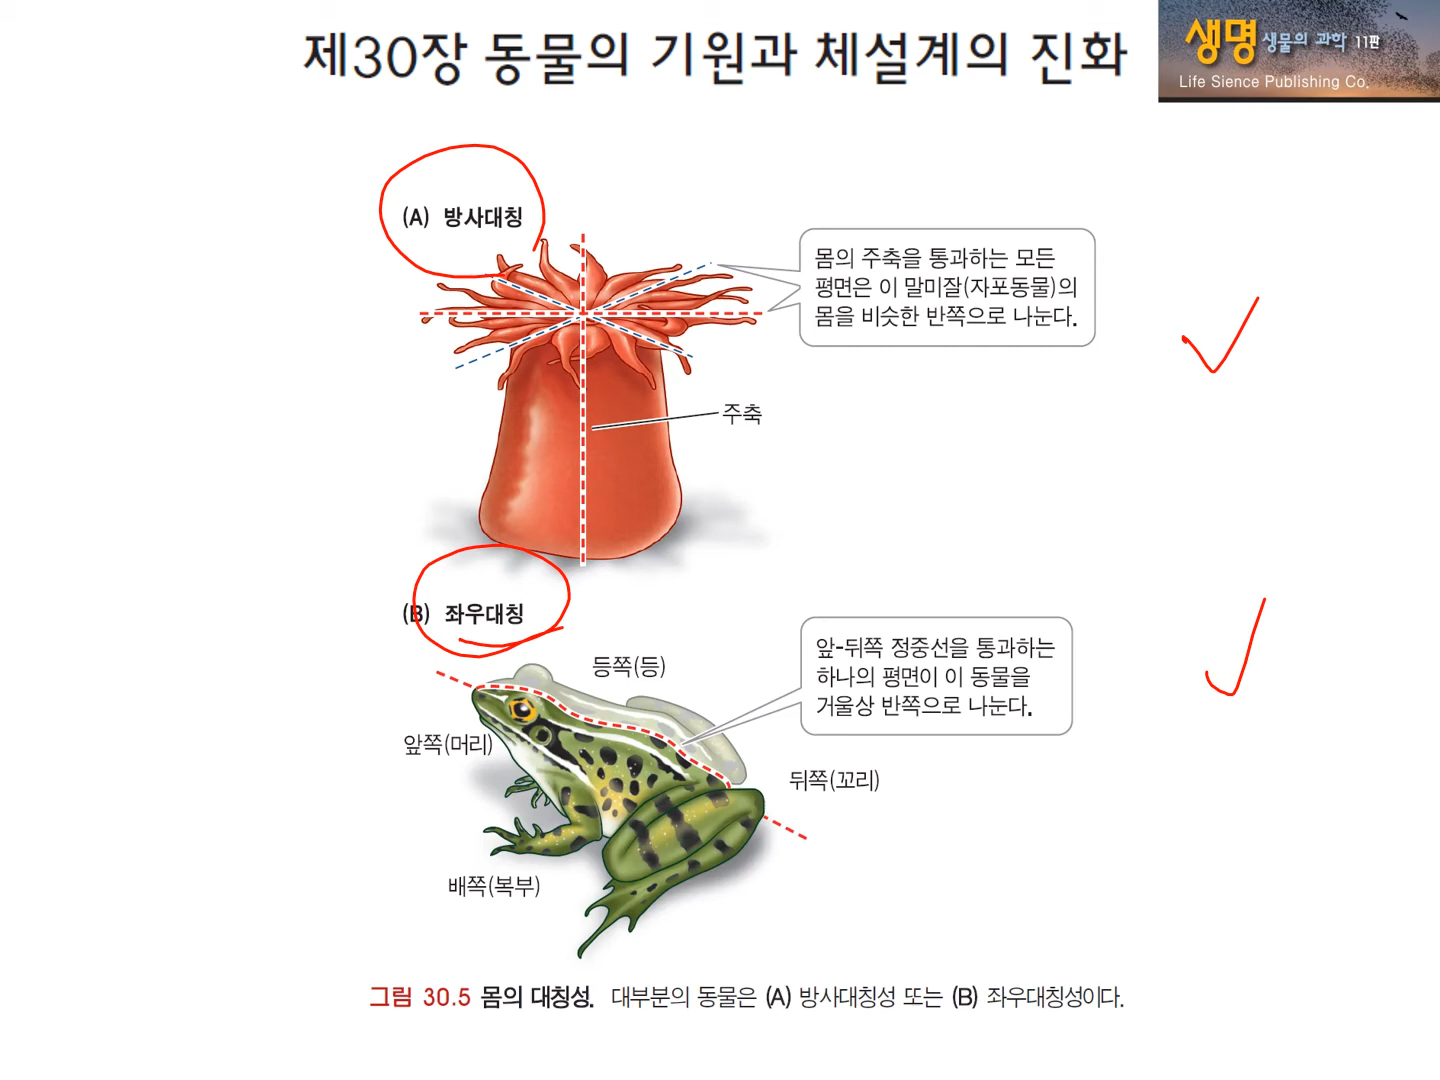 제30장 동물의 기원과 체설계의 진화
생명 생물의 과학 11판
Life Sience Publishing Co.
(A) 방사대칭
몸의 주축을 통과하는 모든
평면은 이 말미잘(자포동물)의
몸을 비슷한 반쪽으로 나눈다.
주축
(B) 좌우대칭
등쪽(등)
앞-뒤쪽 정중선을 통과하는
하나의 평면이 이 동물을
거울상 반쪽으로 나눈다.
앞쪽(머리)
뒤쪽(꼬리)
배쪽(복부)
그림 30.5 몸의 대칭성. 대부분의 동물은 (A) 방사대칭성 또는 (B) 좌우대칭성이다.